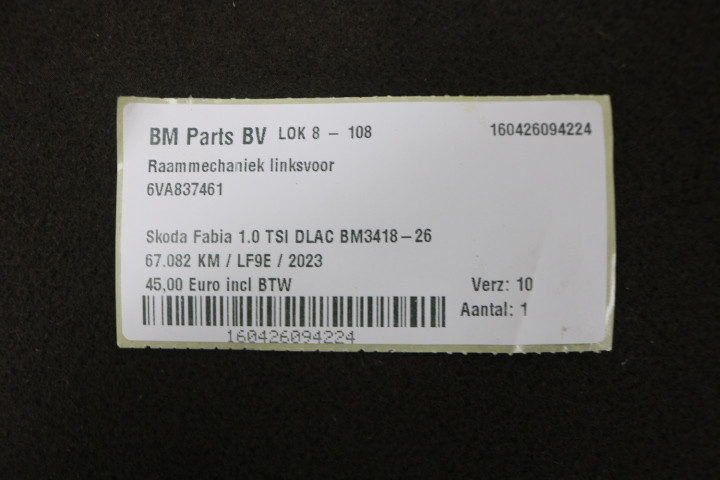 BM Parts BV LOK 8 - 108 160426094224
Raammechaniek linksvoor
6VA837461
Skoda Fabia 1.0 TSI DLAC BM3418-26
67.082 KM / LF9E / 2023
45,00 Euro incl BTW Verz: 10
Aantal: 1
160426094224